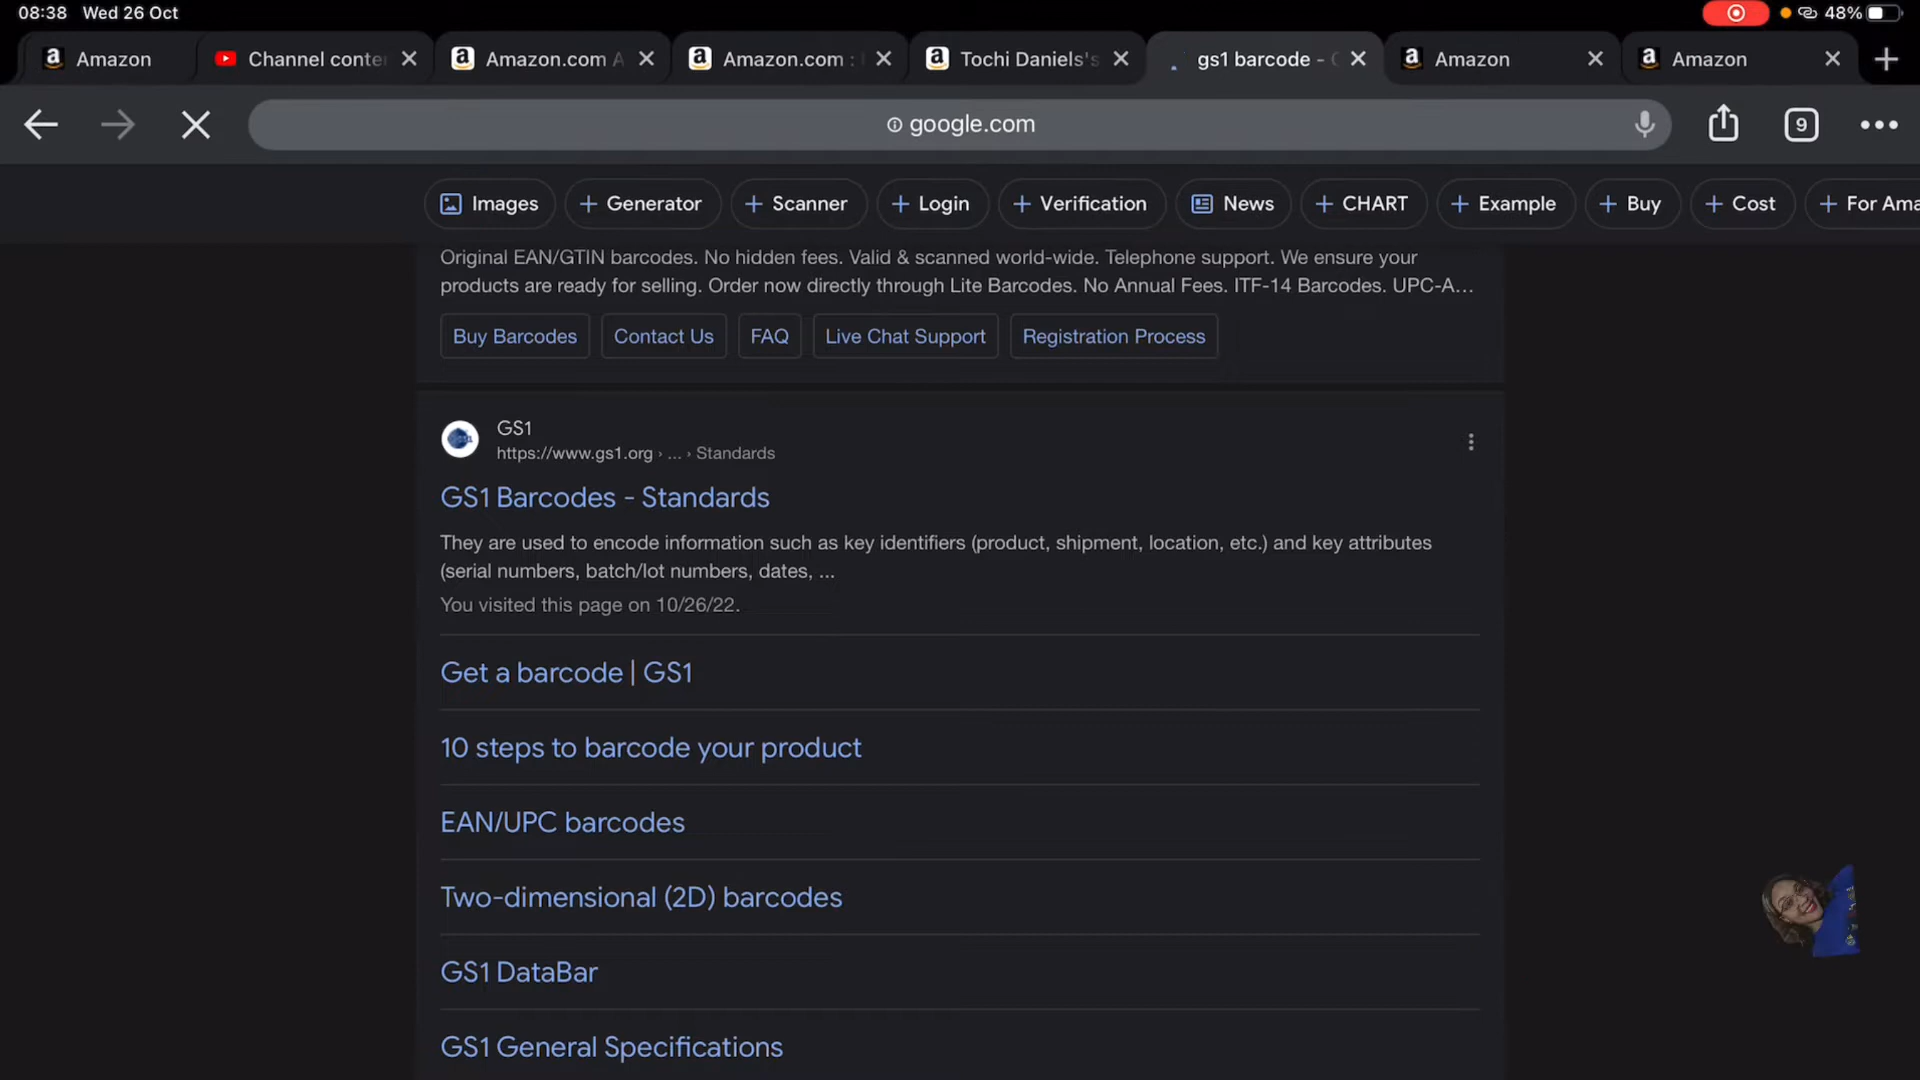 08:38 Wed 26 Oct
48%
Amazon
Channel conte
Amazon.com A
Amazon.com :
Tochi Daniels's
gs1 barcode -
Amazon
Amazon
google.com
9
Images
Generator
Scanner
Login
Verification
News
CHART
Example
Buy
Cost
For Ama
Original EAN/GTIN barcodes. No hidden fees. Valid & scanned world-wide. Telephone support. We ensure your
products are ready for selling. Order now directly through Lite Barcodes. No Annual Fees. ITF-14 Barcodes. UPC-A...
Buy Barcodes
Contact Us
FAQ
Live Chat Support
Registration Process
GS1
https://www.gs1.org › ... › Standards
GS1 Barcodes - Standards
They are used to encode information such as key identifiers (product, shipment, location, etc.) and key attributes
(serial numbers, batch/lot numbers, dates, ...
You visited this page on 10/26/22.
Get a barcode | GS1
10 steps to barcode your product
EAN/UPC barcodes
Two-dimensional (2D) barcodes
GS1 DataBar
GS1 General Specifications